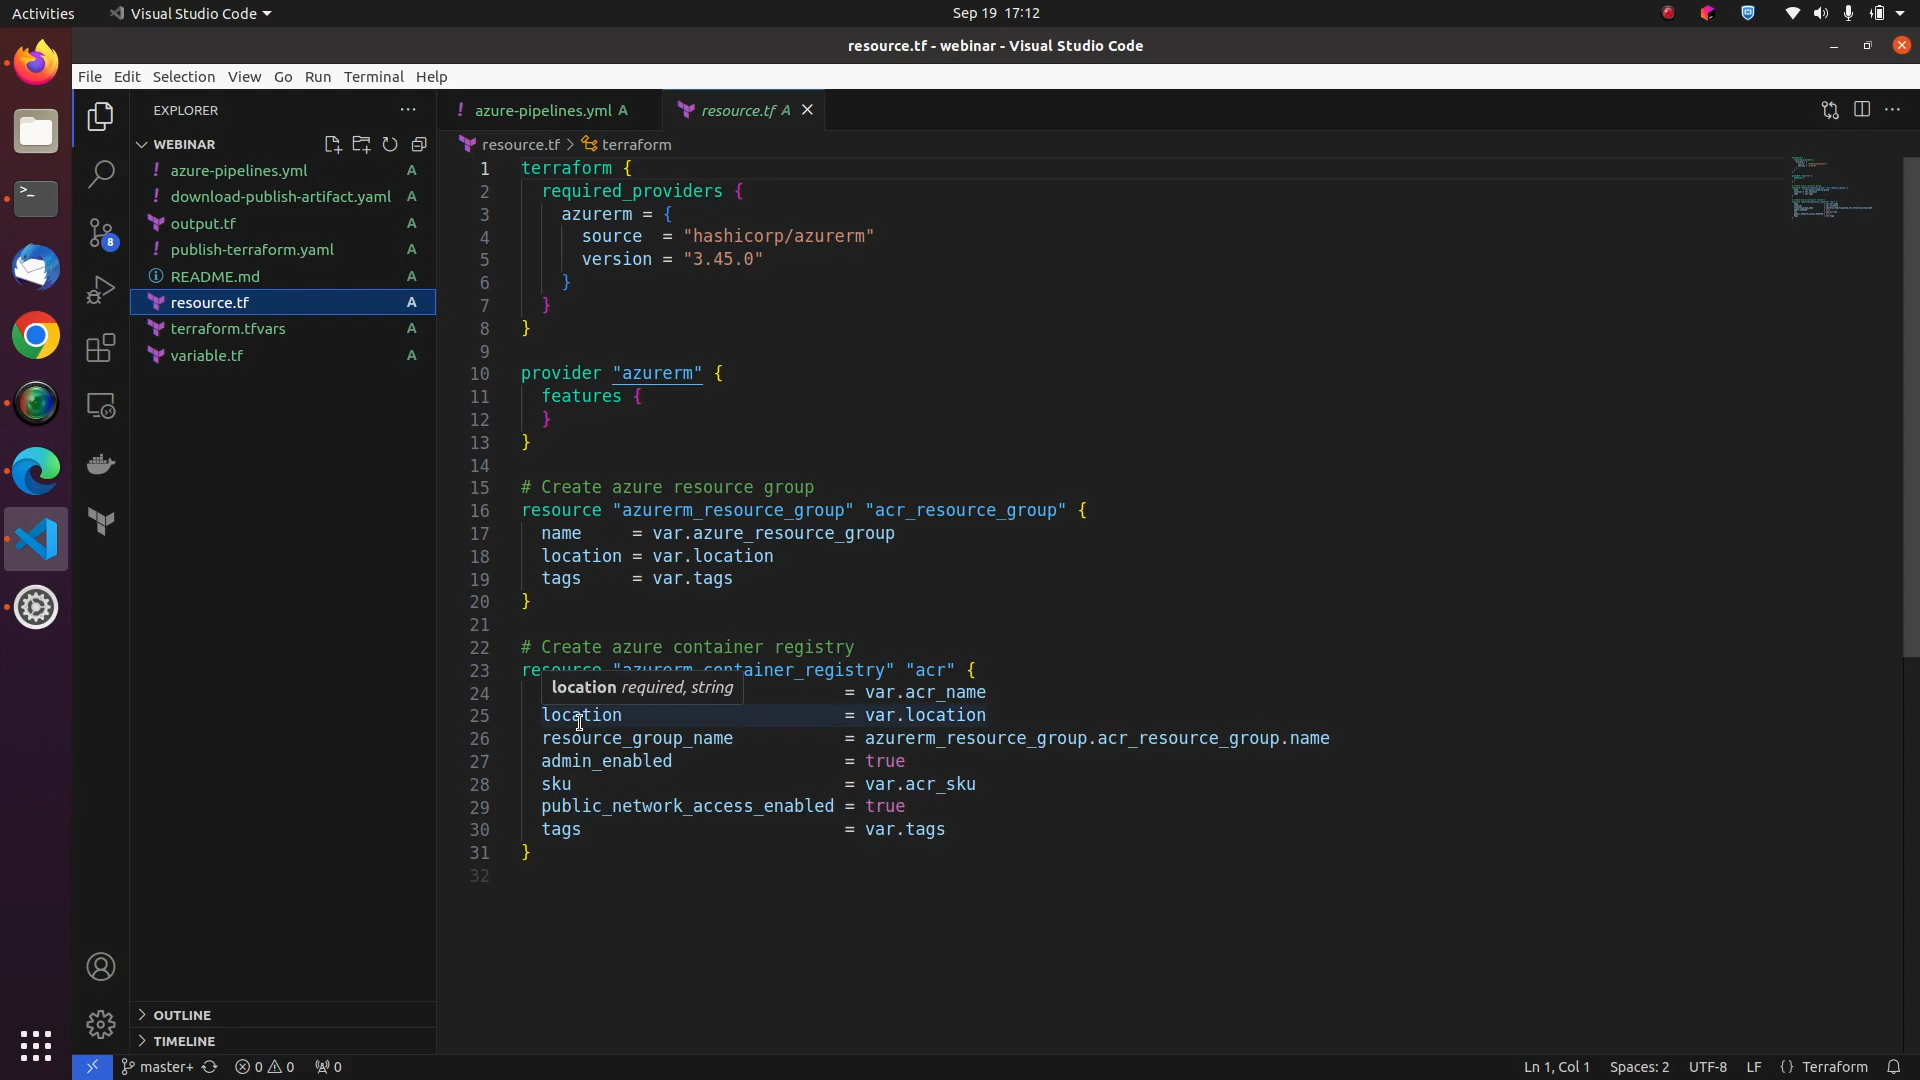 Activities Visual Studio Code Sep 19 17:12
resource.tf - webinar - Visual Studio Code
File Edit Selection View Go Run Terminal Help
EXPLORER
WEBINAR
! azure-pipelines.yml A
! download-publish-artifact.yaml A
output.tf A
! publish-terraform.yaml A
README.md A
resource.tf A
terraform.tfvars A
variable.tf A
8
OUTLINE
TIMELINE
! azure-pipelines.yml A resource.tf A
resource.tf > terraform
1 terraform {
2 required_providers {
3 azurerm = {
4 source = "hashicorp/azurerm"
5 version = "3.45.0"
6 }
7 }
8 }
9
10 provider "azurerm" {
11 features {
12 }
13 }
14
15 # Create azure resource group
16 resource "azurerm_resource_group" "acr_resource_group" {
17 name = var.azure_resource_group
18 location = var.location
19 tags = var.tags
20 }
21
22 # Create azure container registry
23 resource "azurerm_container_registry" "acr" {
location required, string
24 = var.acr_name
25 location = var.location
26 resource_group_name = azurerm_resource_group.acr_resource_group.name
27 admin_enabled = true
28 sku = var.acr_sku
29 public_network_access_enabled = true
30 tags = var.tags
31 }
32
master+ 0 0 0 Ln 1, Col 1 Spaces: 2 UTF-8 LF {} Terraform